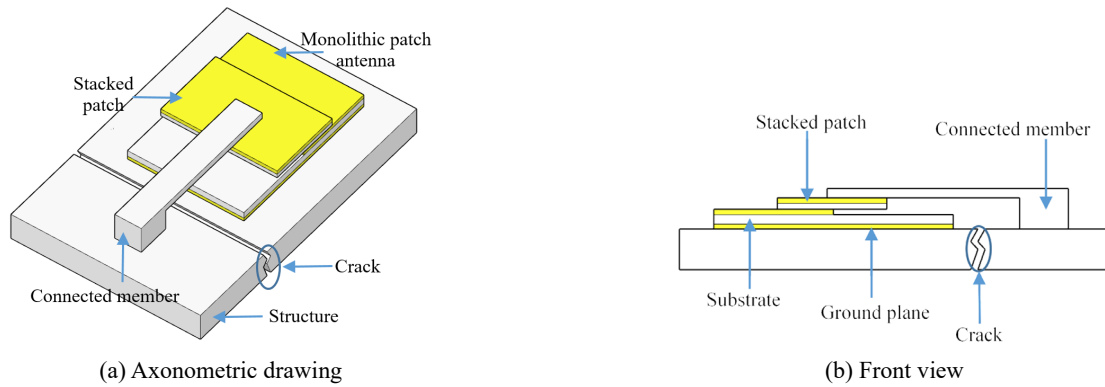 Monolithic patch
antenna
Stacked
patch
Crack
Connected member
Structure
(a) Axonometric drawing
Stacked patch
Connected member
Substrate
Ground plane
Crack
(b) Front view